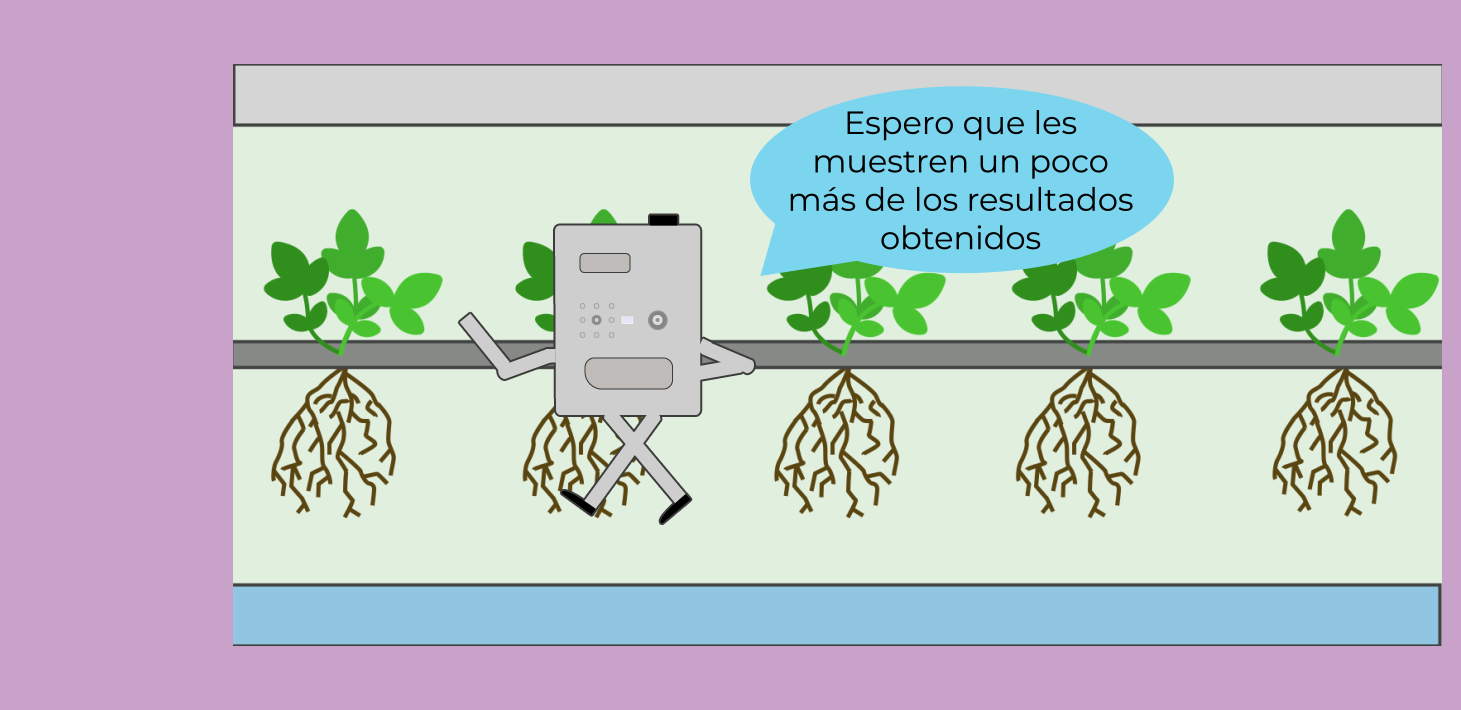 Espero que les
muestren un poco
más de los resultados
obtenidos